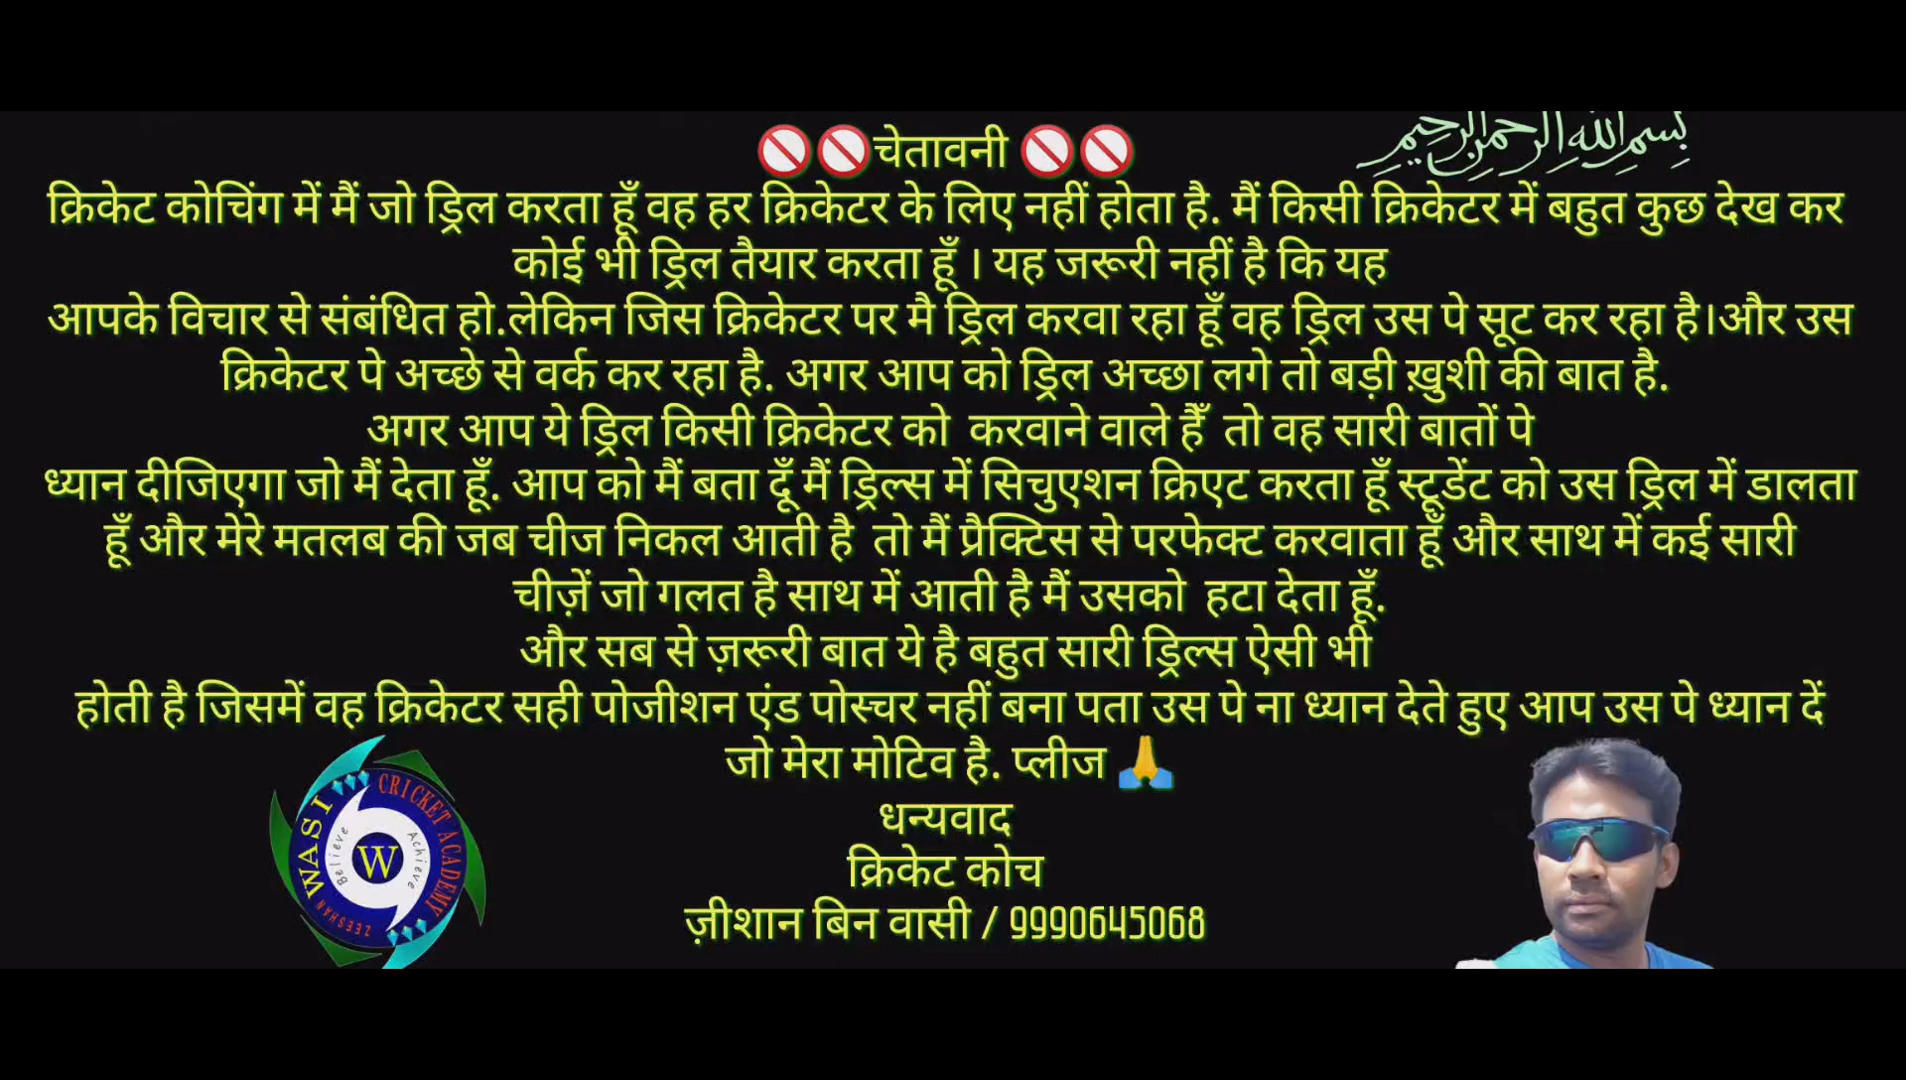 🚫🚫चेतावनी 🚫🚫
بسم الله الرحمن الرحيم
क्रिकेट कोचिंग में मैं जो ड्रिल करता हूँ वह हर क्रिकेटर के लिए नहीं होता है. मैं किसी क्रिकेटर में बहुत कुछ देख कर
कोई भी ड्रिल तैयार करता हूँ । यह जरूरी नहीं है कि यह
आपके विचार से संबंधित हो.लेकिन जिस क्रिकेटर पर मै ड्रिल करवा रहा हूँ वह ड्रिल उस पे सूट कर रहा है।और उस
क्रिकेटर पे अच्छे से वर्क कर रहा है. अगर आप को ड्रिल अच्छा लगे तो बड़ी ख़ुशी की बात है.
अगर आप ये ड्रिल किसी क्रिकेटर को करवाने वाले हैँ तो वह सारी बातों पे
ध्यान दीजिएगा जो मैं देता हूँ. आप को मैं बता दूँ मैं ड्रिल्स में सिचुएशन क्रिएट करता हूँ स्टूडेंट को उस ड्रिल में डालता
हूँ और मेरे मतलब की जब चीज निकल आती है तो मैं प्रैक्टिस से परफेक्ट करवाता हूँ और साथ में कई सारी
चीज़ें जो गलत है साथ में आती है मैं उसको हटा देता हूँ.
और सब से ज़रूरी बात ये है बहुत सारी ड्रिल्स ऐसी भी
होती है जिसमें वह क्रिकेटर सही पोजीशन एंड पोस्चर नहीं बना पता उस पे ना ध्यान देते हुए आप उस पे ध्यान दें
जो मेरा मोटिव है. प्लीज 🙏
धन्यवाद
क्रिकेट कोच
ज़ीशान बिन वासी / 9990645068
ZEESHAN WASI CRICKET ACADEMY
Believe Achieve
W